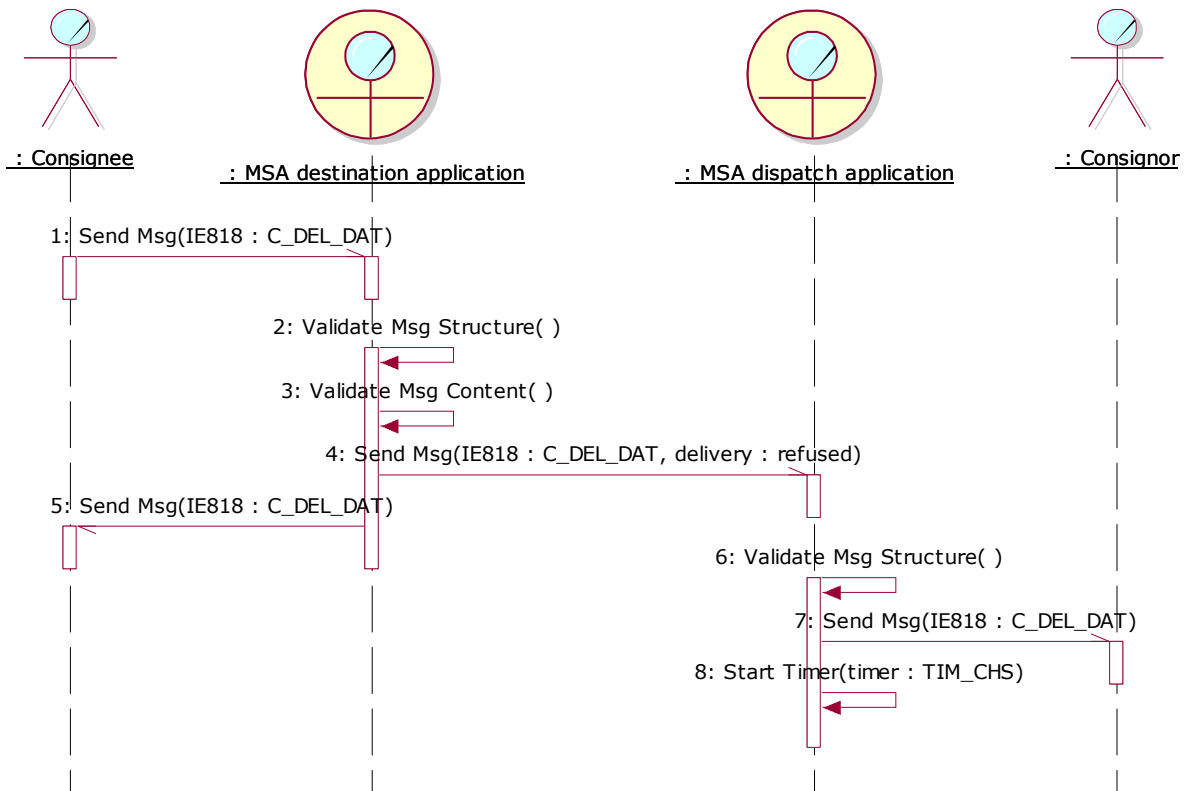 : Consignee
: MSA destination application
: MSA dispatch application
: Consignor
1: Send Msg(IE818 : C_DEL_DAT)
2: Validate Msg Structure( )
3: Validate Msg Content( )
4: Send Msg(IE818 : C_DEL_DAT, delivery : refused)
5: Send Msg(IE818 : C_DEL_DAT)
6: Validate Msg Structure( )
7: Send Msg(IE818 : C_DEL_DAT)
8: Start Timer(timer : TIM_CHS)